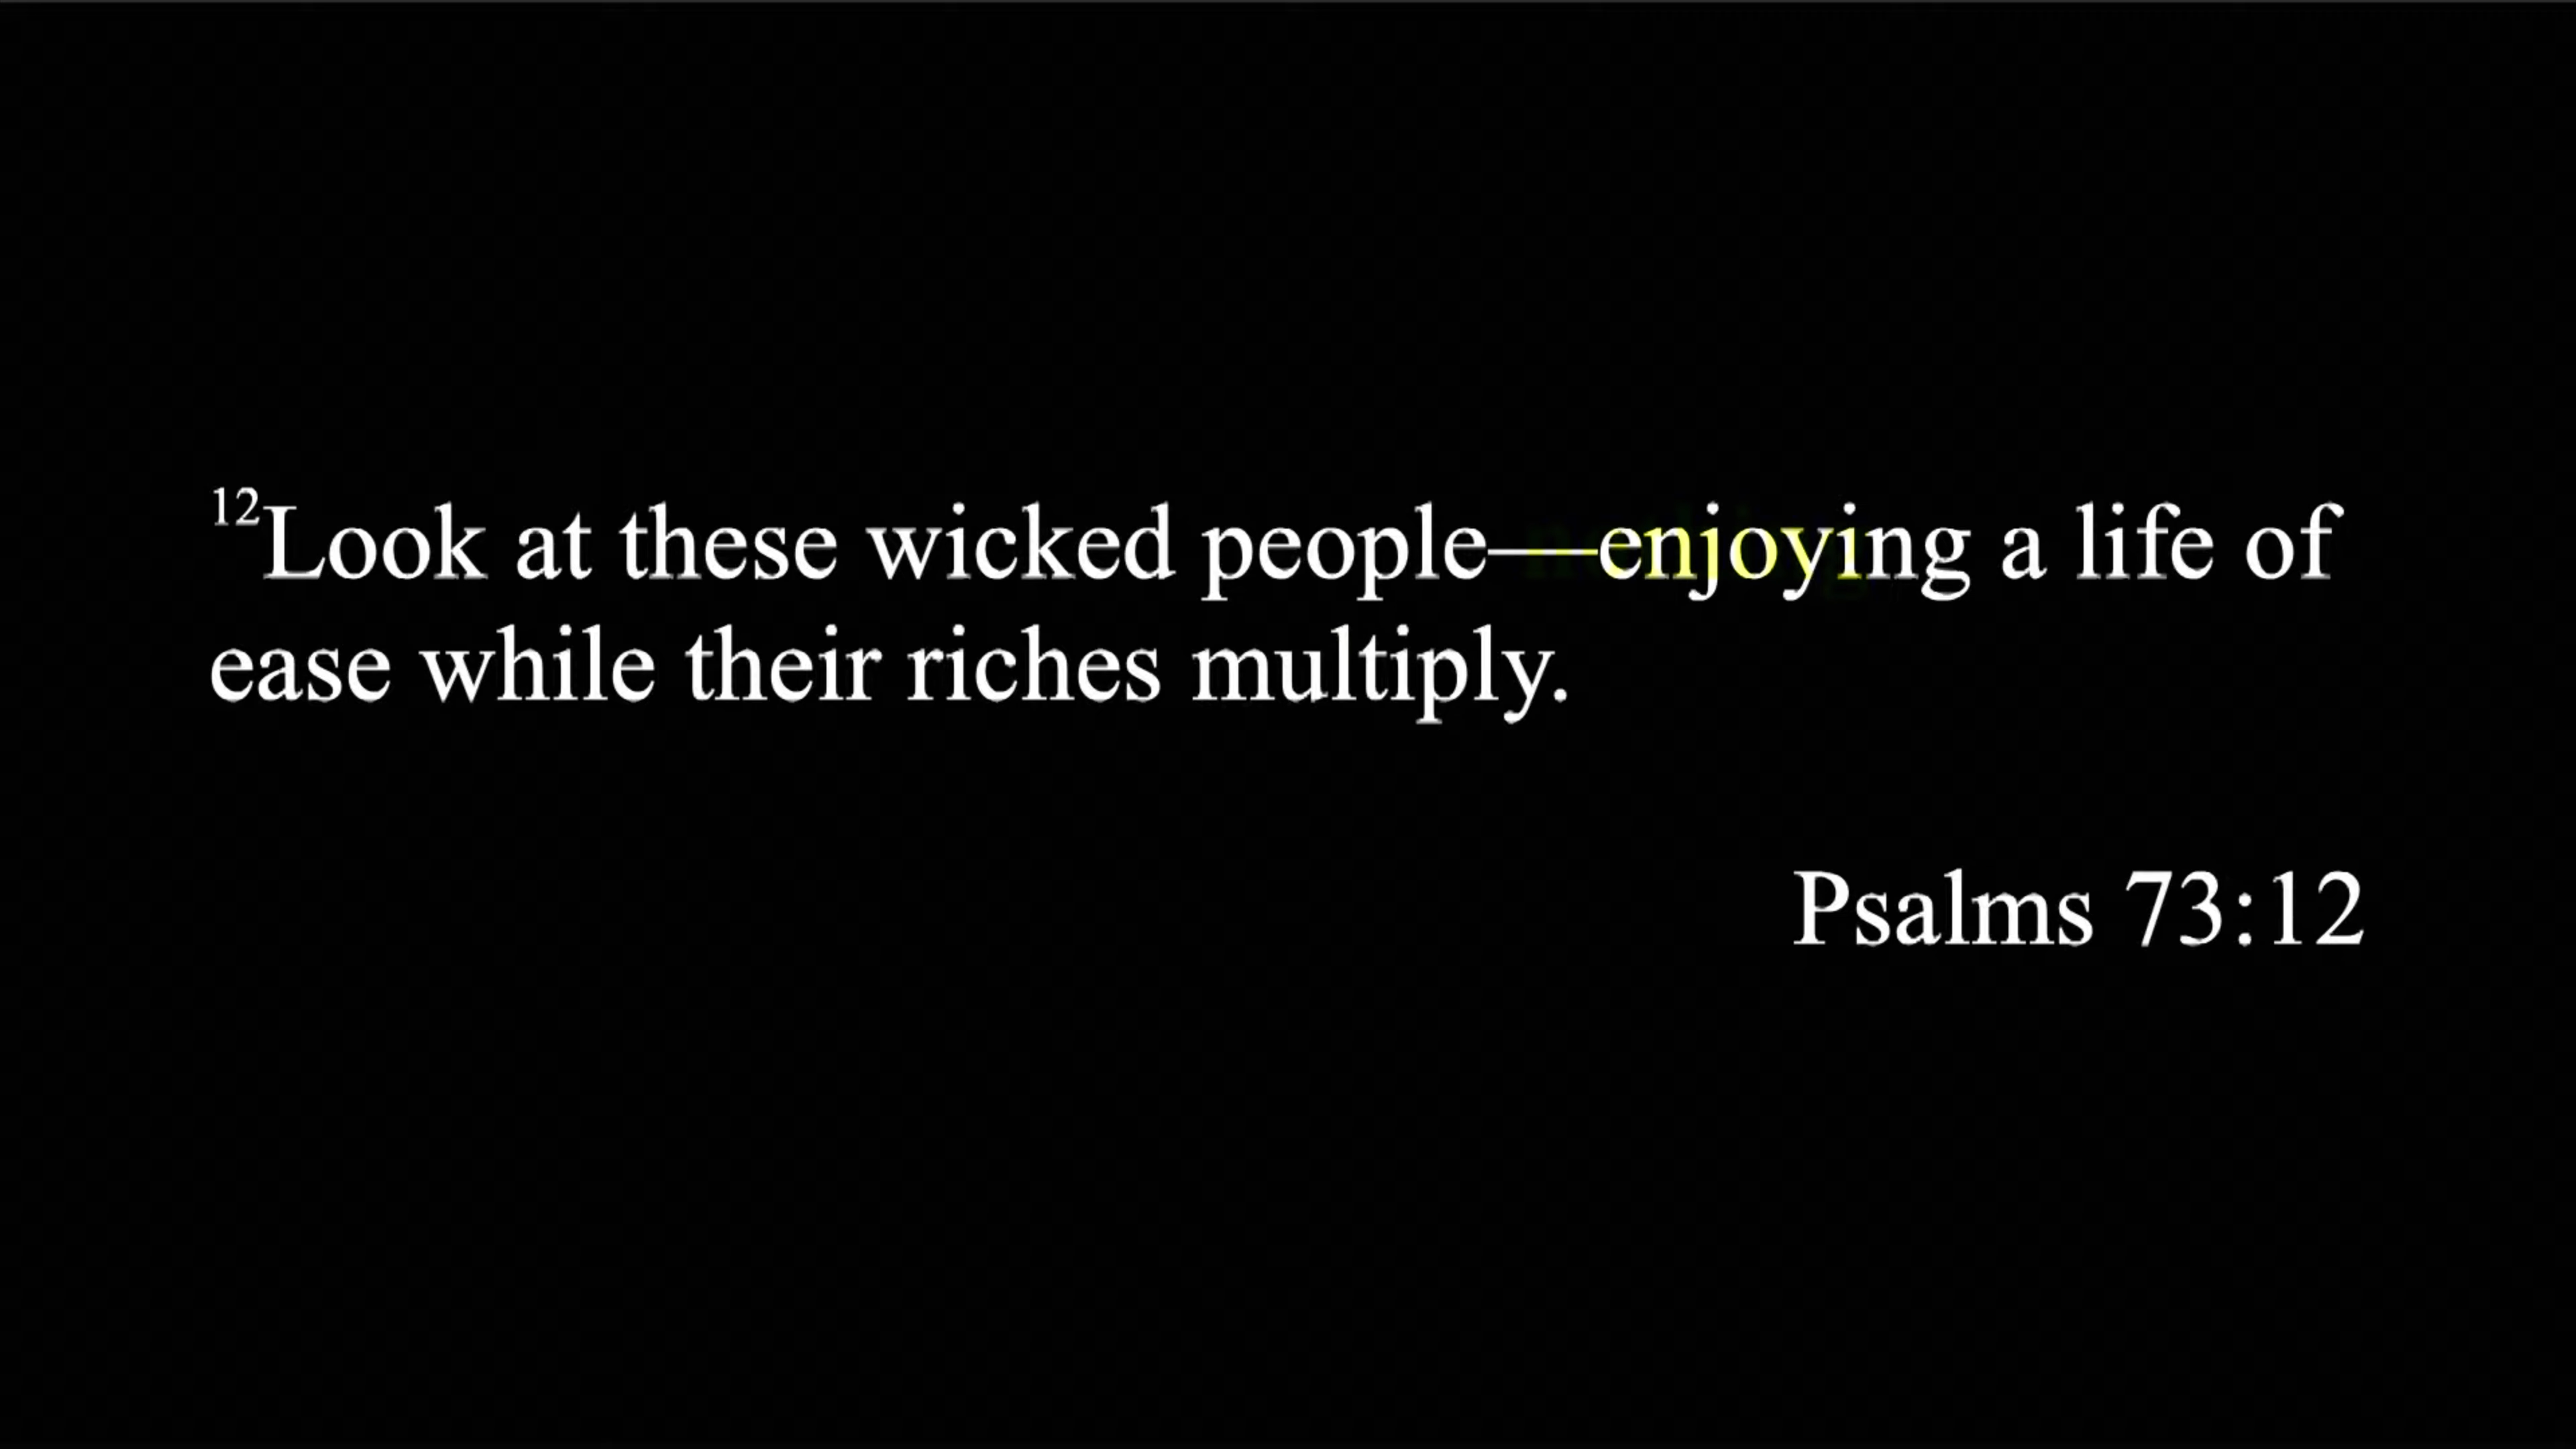 12Look at these wicked people—enjoying a life of
ease while their riches multiply.
Psalms 73:12